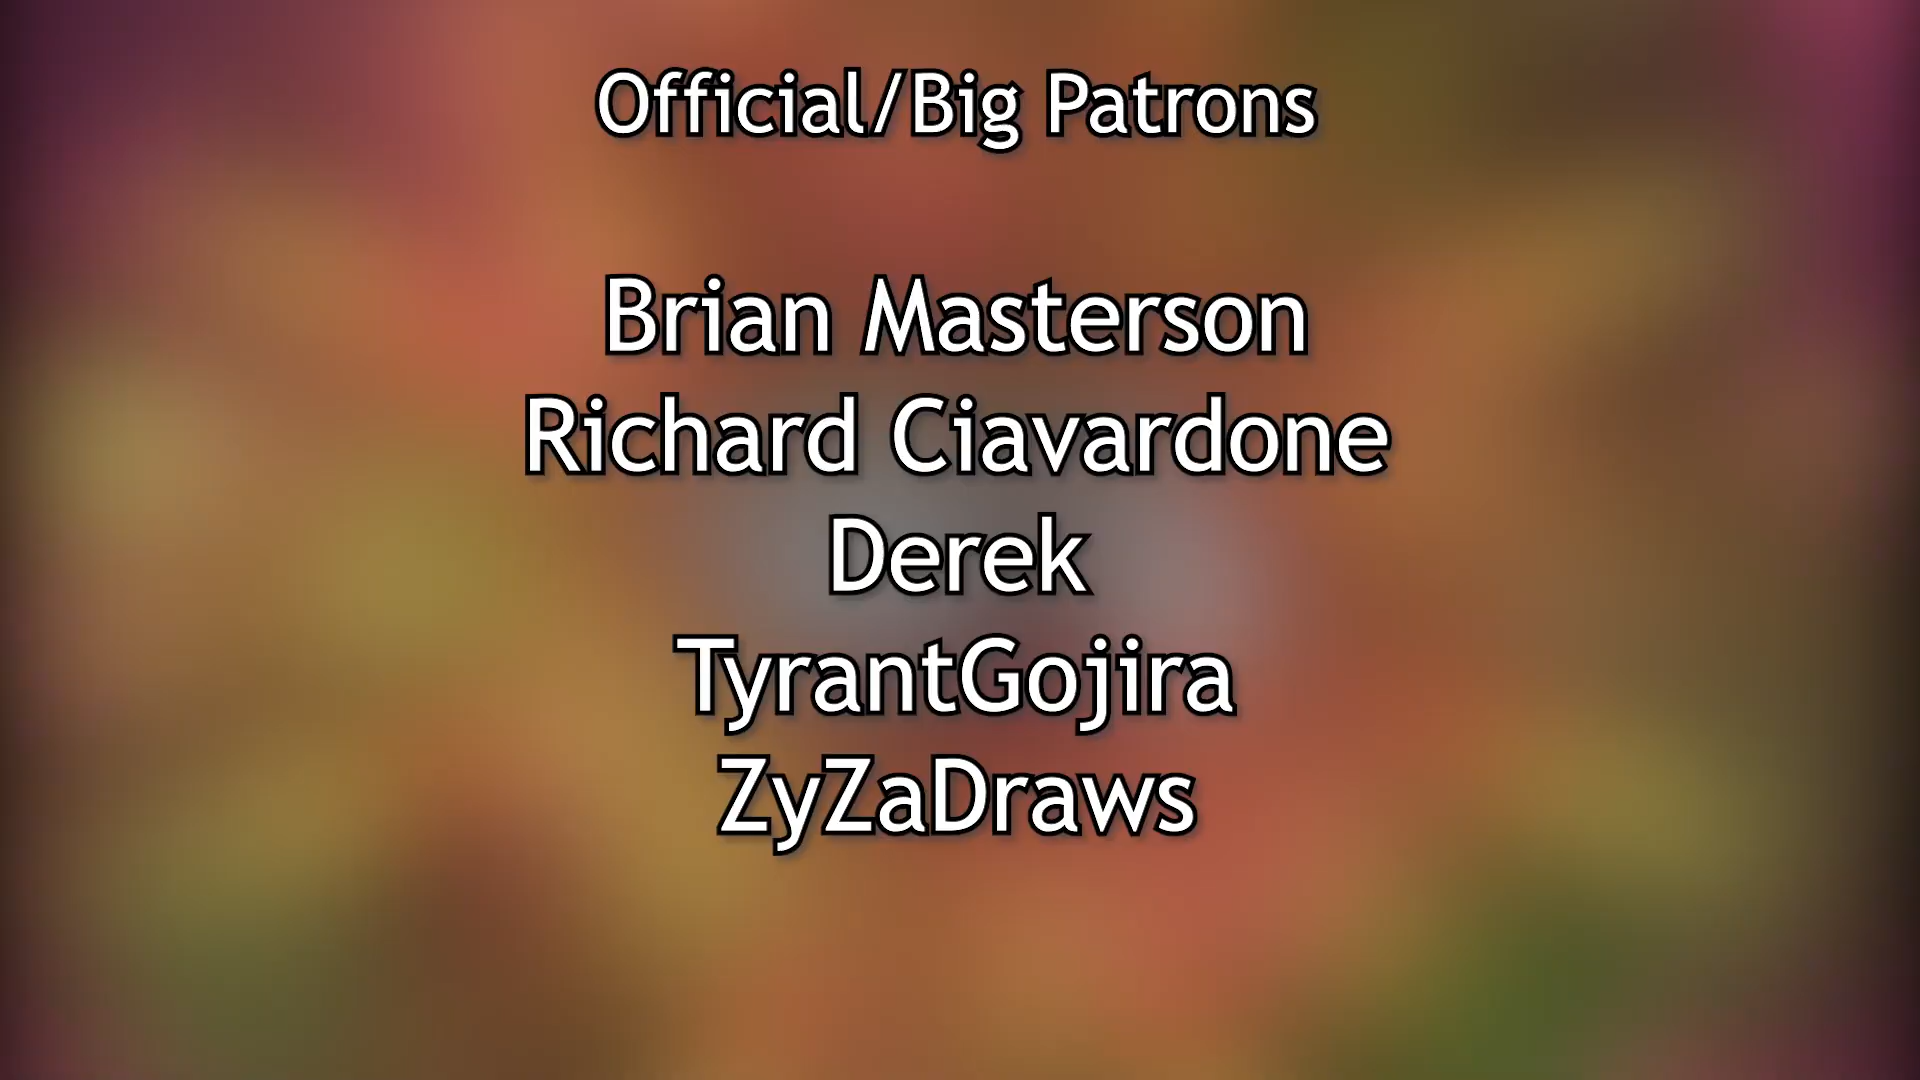 Official/Big Patrons
Brian Masterson
Richard Ciavardone
Derek
TyrantGojira
ZyZaDraws